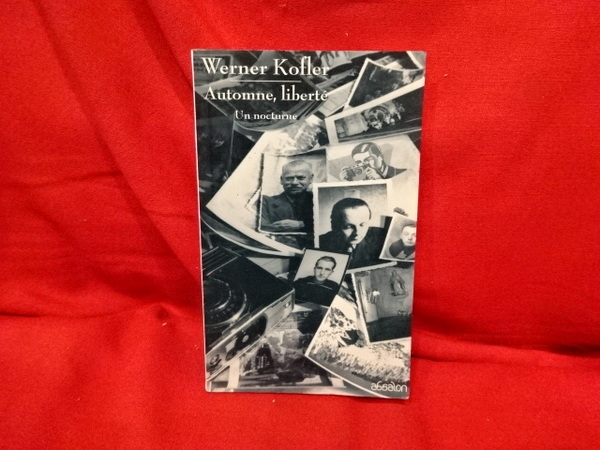 Werner Kofler
Automne, liberté
Un nocturne
absalon